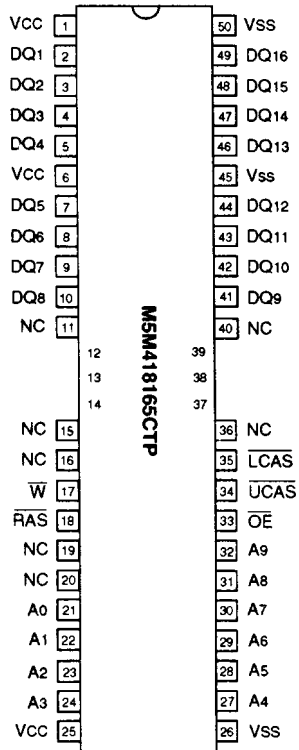 VCC 1 50 VSS
DQ1 2 49 DQ16
DQ2 3 48 DQ15
DQ3 4 47 DQ14
DQ4 5 46 DQ13
VCC 6 45 Vss
DQ5 7 44 DQ12
DQ6 8 43 DQ11
DQ7 9 42 DQ10
DQ8 10 41 DQ9
NC 11 40 NC
12 39
13 38
14 37
M5M418165CTP
NC 15 36 NC
NC 16 35 LCAS
W 17 34 UCAS
RAS 18 33 OE
NC 19 32 A9
NC 20 31 A8
A0 21 30 A7
A1 22 29 A6
A2 23 28 A5
A3 24 27 A4
VCC 25 26 VSS